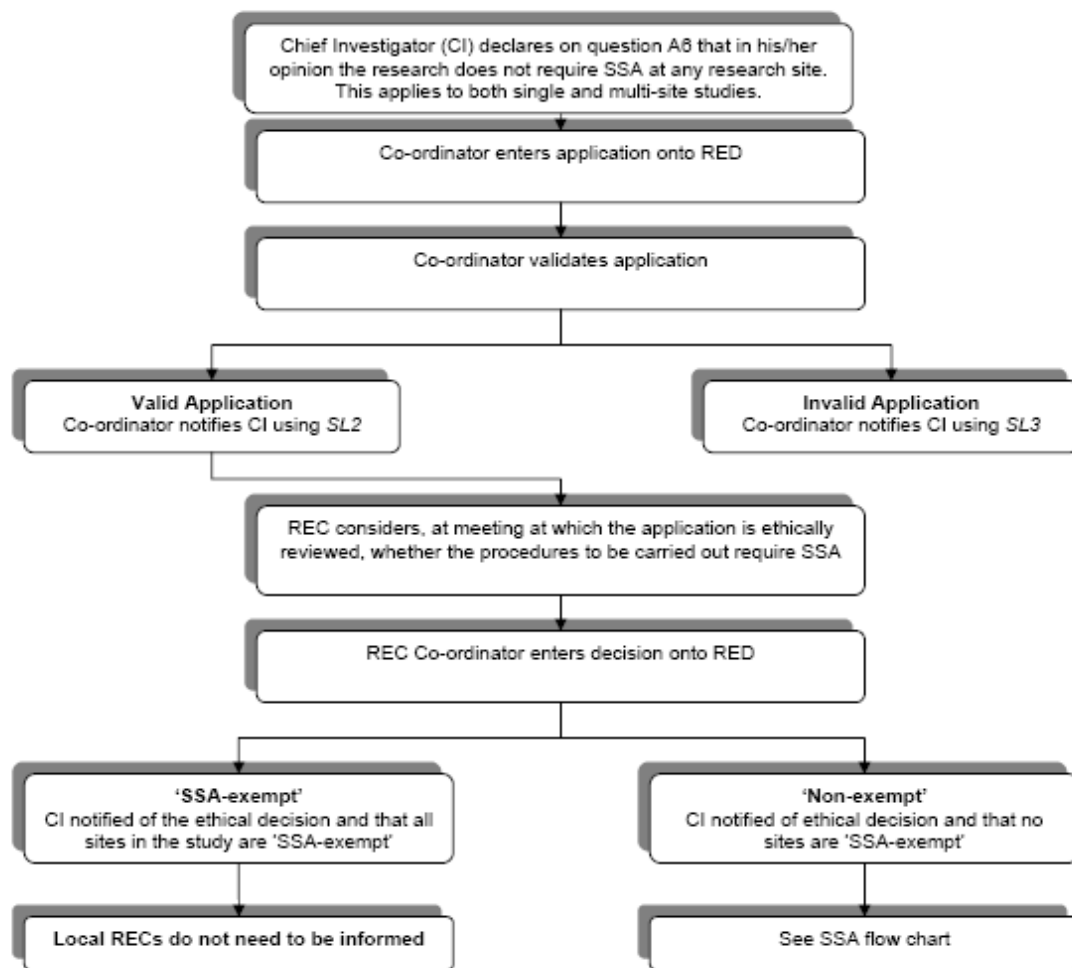 Chief Investigator (CI) declares on question A6 that in his/her
opinion the research does not require SSA at any research site.
This applies to both single and multi-site studies.
Co-ordinator enters application onto RED
Co-ordinator validates application
Valid Application
Co-ordinator notifies CI using SL2
Invalid Application
Co-ordinator notifies CI using SL3
REC considers, at meeting at which the application is ethically
reviewed, whether the procedures to be carried out require SSA
REC Co-ordinator enters decision onto RED
‘SSA-exempt’
CI notified of the ethical decision and that all
sites in the study are 'SSA-exempt'
‘Non-exempt’
CI notified of ethical decision and that no
sites are 'SSA-exempt'
Local RECs do not need to be informed
See SSA flow chart